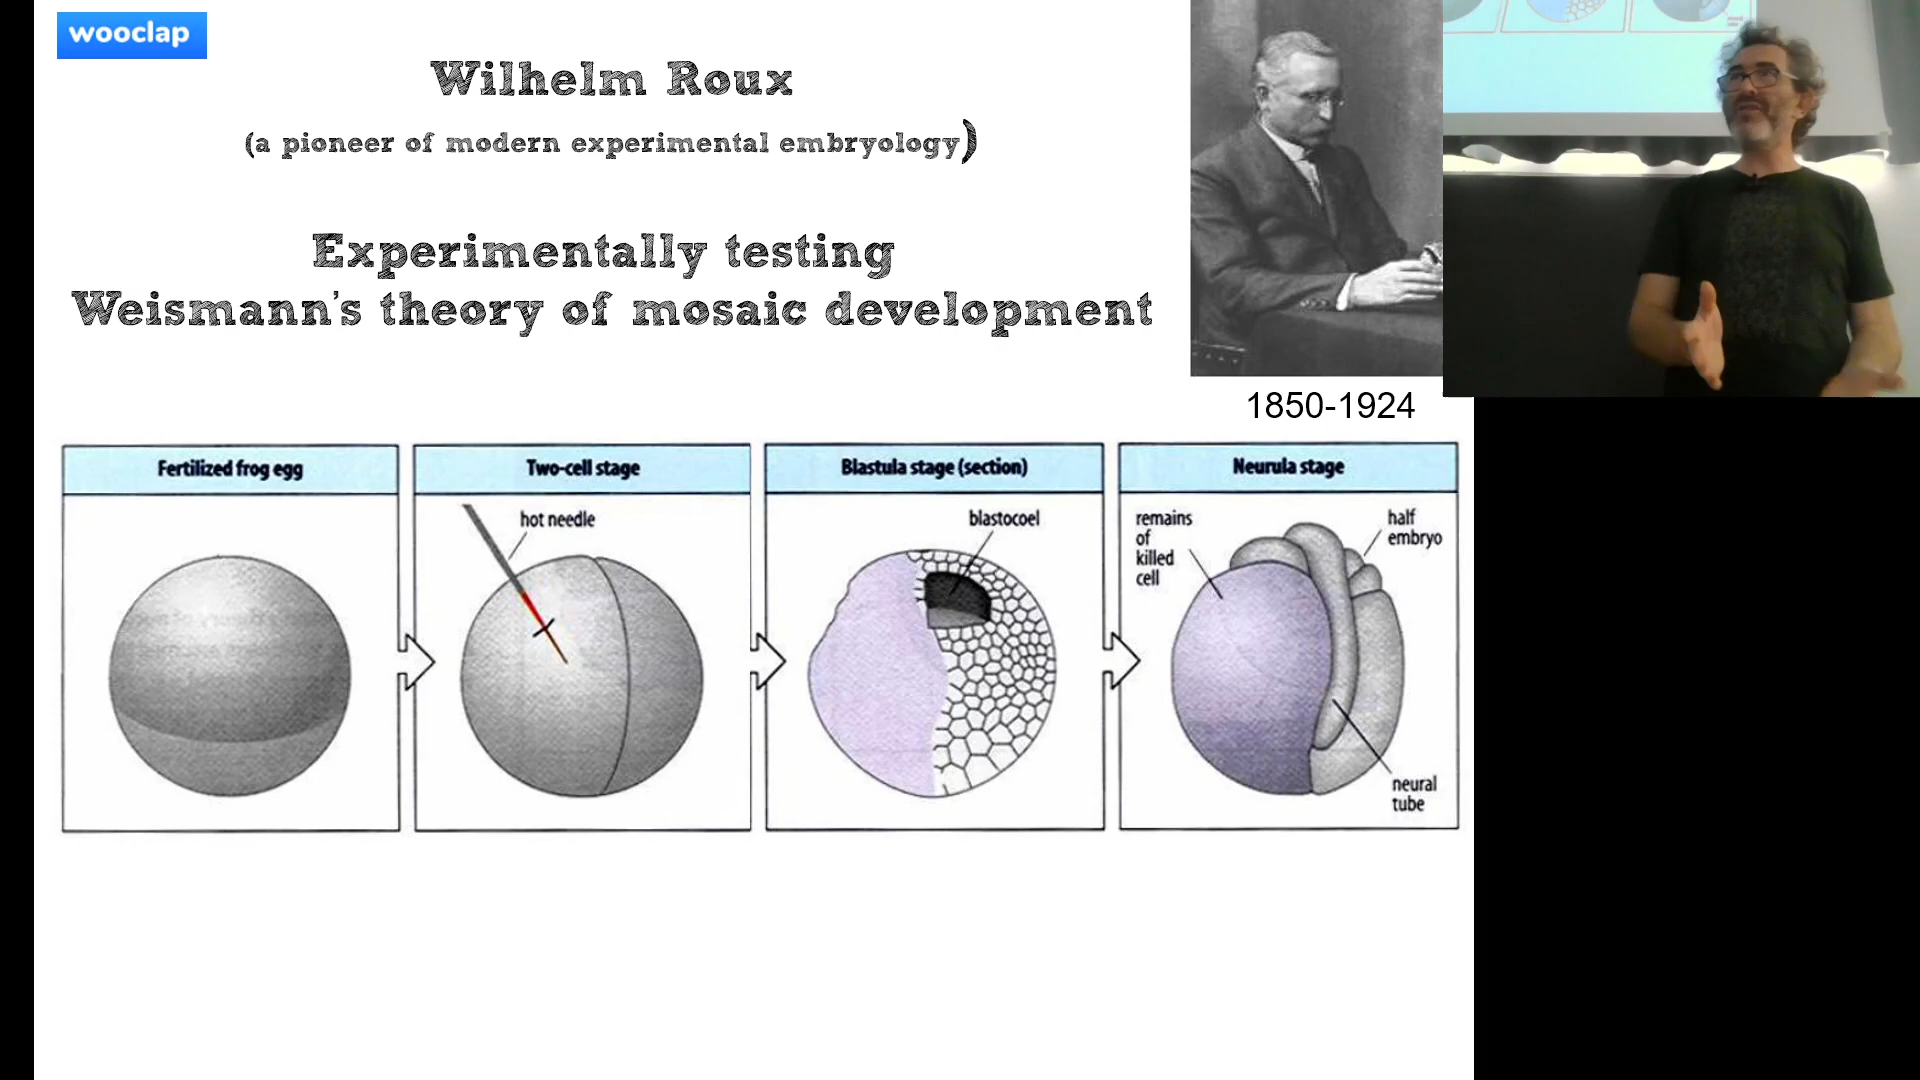 wooclap
Wilhelm Roux
(a pioneer of modern experimental embryology)
Experimentally testing
Weismann's theory of mosaic development
1850-1924
Fertilized frog egg
Two-cell stage
hot needle
Blastula stage (section)
blastocoel
Neurula stage
remains
of
killed
cell
half
embryo
neural
tube